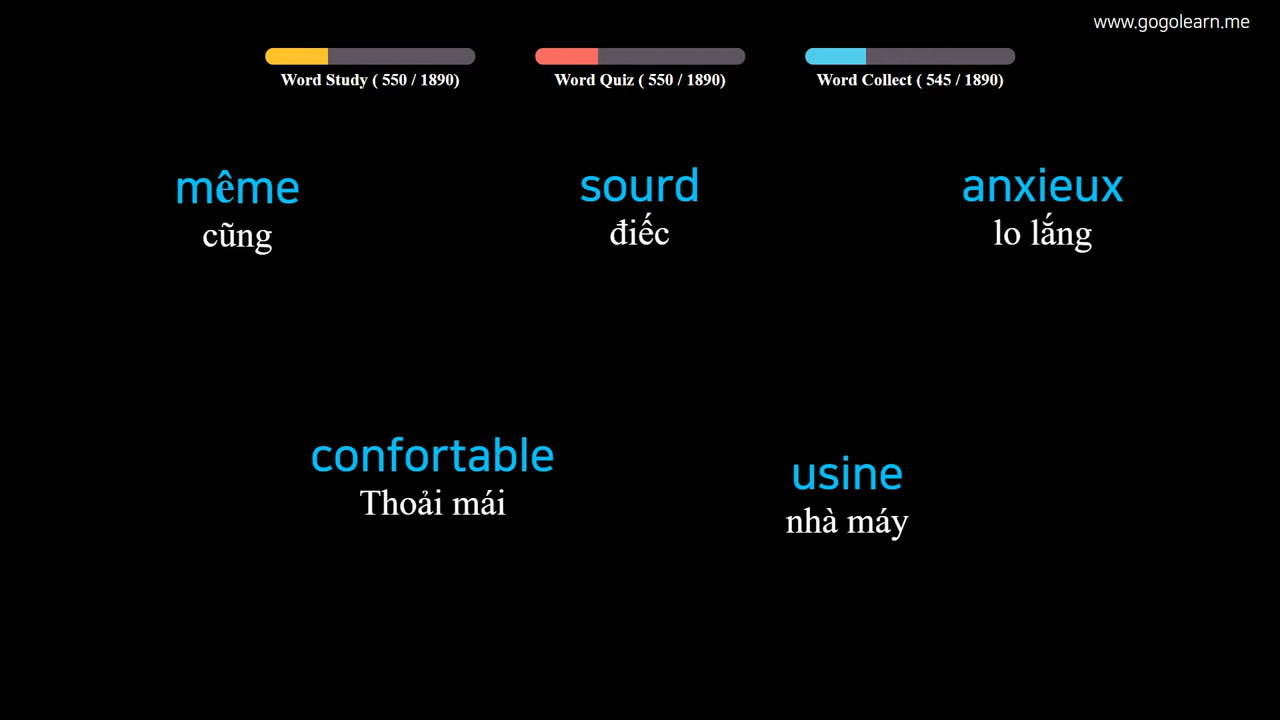 www.gogolearn.me
Word Study ( 550 / 1890)
Word Quiz ( 550 / 1890)
Word Collect ( 545 / 1890)
même
cũng
sourd
điếc
anxieux
lo lắng
confortable
Thoải mái
usine
nhà máy